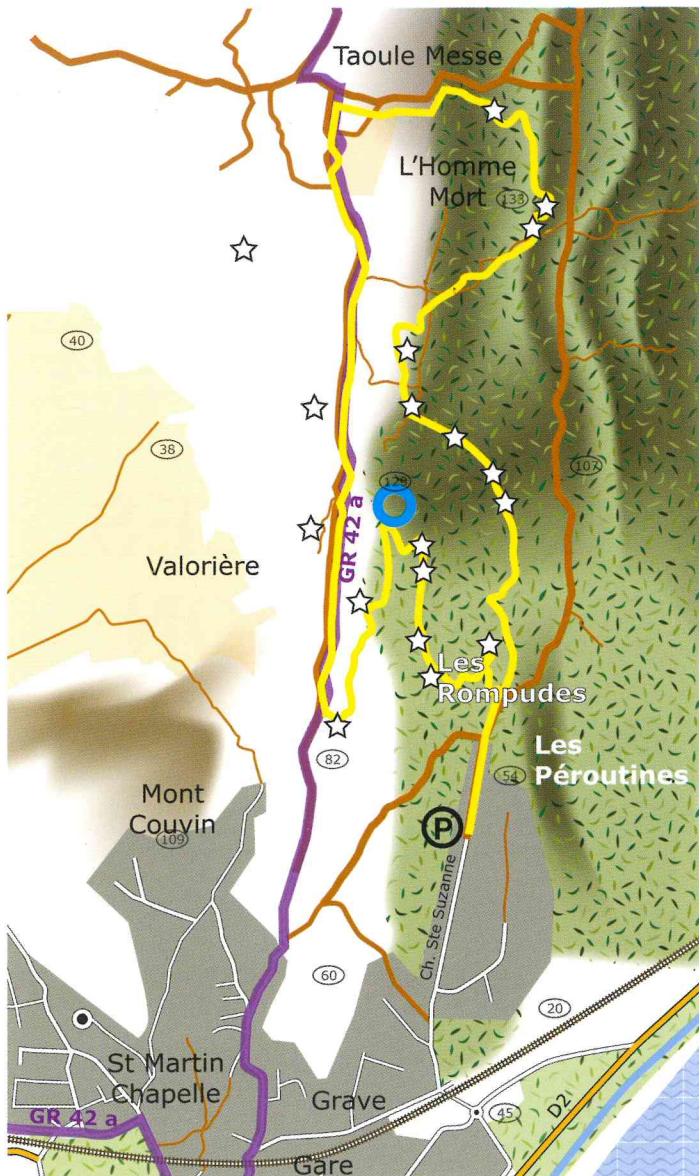 Taoule Messe
L'Homme
Mort
133
40
38
107
128
GR 42 a
Valorière
Les
Rompudes
82
Les
Péroutines
54
Mont
Couvin
109
P
Ch. Ste Suzanne
60
20
St Martin
Chapelle
Grave
45
D2
GR 42 a
Gare